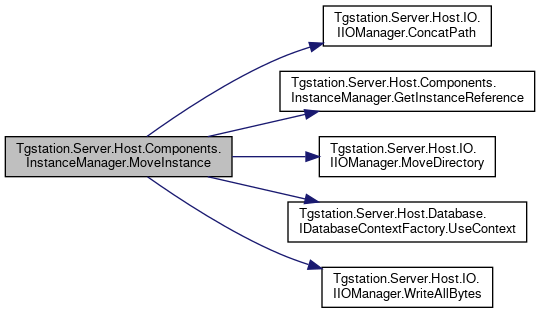 Tgstation.Server.Host.IO.
IIOManager.ConcatPath
Tgstation.Server.Host.Components.
InstanceManager.GetInstanceReference
Tgstation.Server.Host.Components.
InstanceManager.MoveInstance
Tgstation.Server.Host.IO.
IIOManager.MoveDirectory
Tgstation.Server.Host.Database.
IDatabaseContextFactory.UseContext
Tgstation.Server.Host.IO.
IIOManager.WriteAllBytes